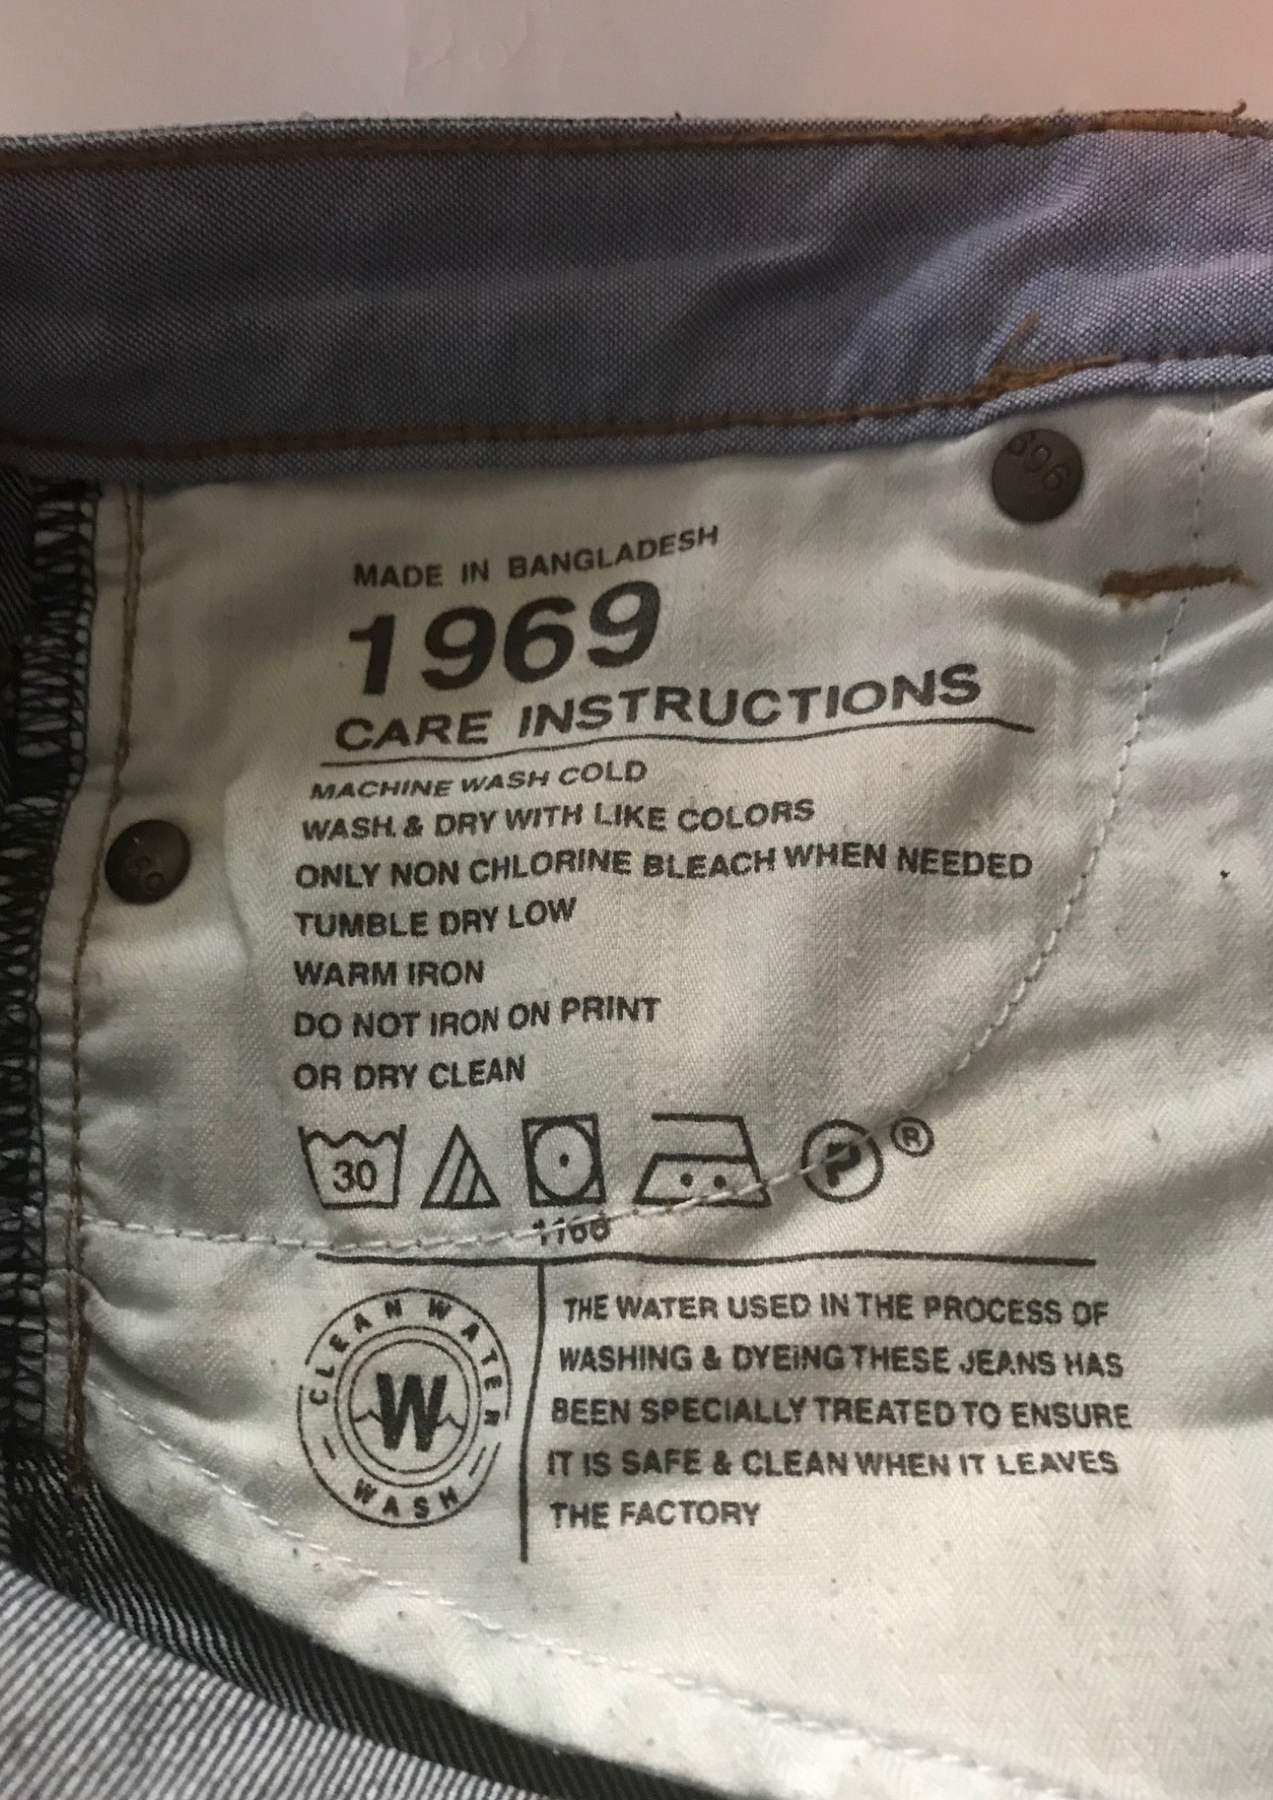 MADE IN BANGLADESH
1969
CARE INSTRUCTIONS
MACHINE WASH COLD
WASH & DRY WITH LIKE COLORS
ONLY NON CHLORINE BLEACH WHEN NEEDED
TUMBLE DRY LOW
WARM IRON
DO NOT IRON ON PRINT
OR DRY CLEAN
30 P ®
CLEAN WATER
W
WASH
THE WATER USED IN THE PROCESS OF
WASHING & DYEING THESE JEANS HAS
BEEN SPECIALLY TREATED TO ENSURE
IT IS SAFE & CLEAN WHEN IT LEAVES
THE FACTORY